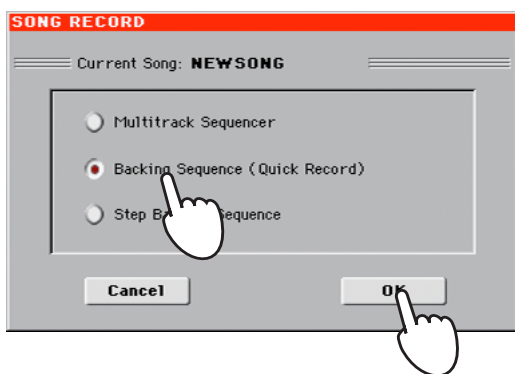 SONG RECORD
Current Song: NEWSONG
Multitrack Sequencer
Backing Sequence (Quick Record)
Step Sequence
Cancel
OK